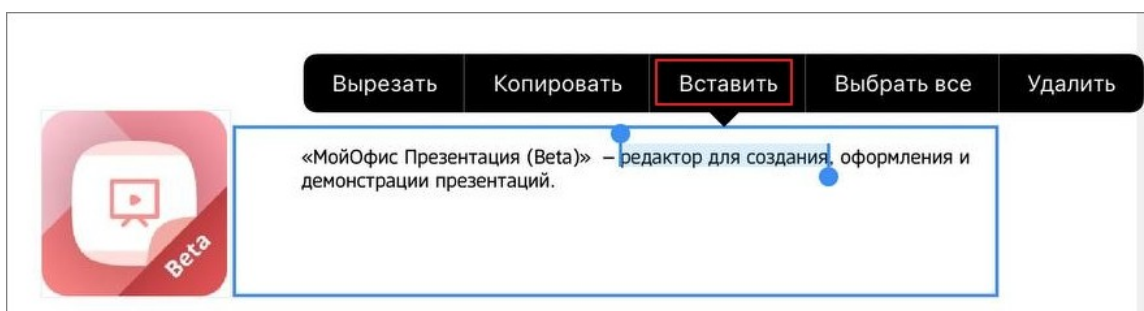 Вырезать Копировать Вставить Выбрать все Удалить
«МойОфис Презентация (Beta)» – редактор для создания, оформления и
демонстрации презентаций.
Beta